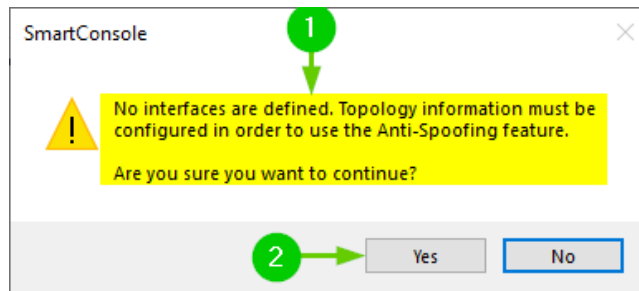 SmartConsole
1
No interfaces are defined. Topology information must be
configured in order to use the Anti-Spoofing feature.
Are you sure you want to continue?
2
Yes
No